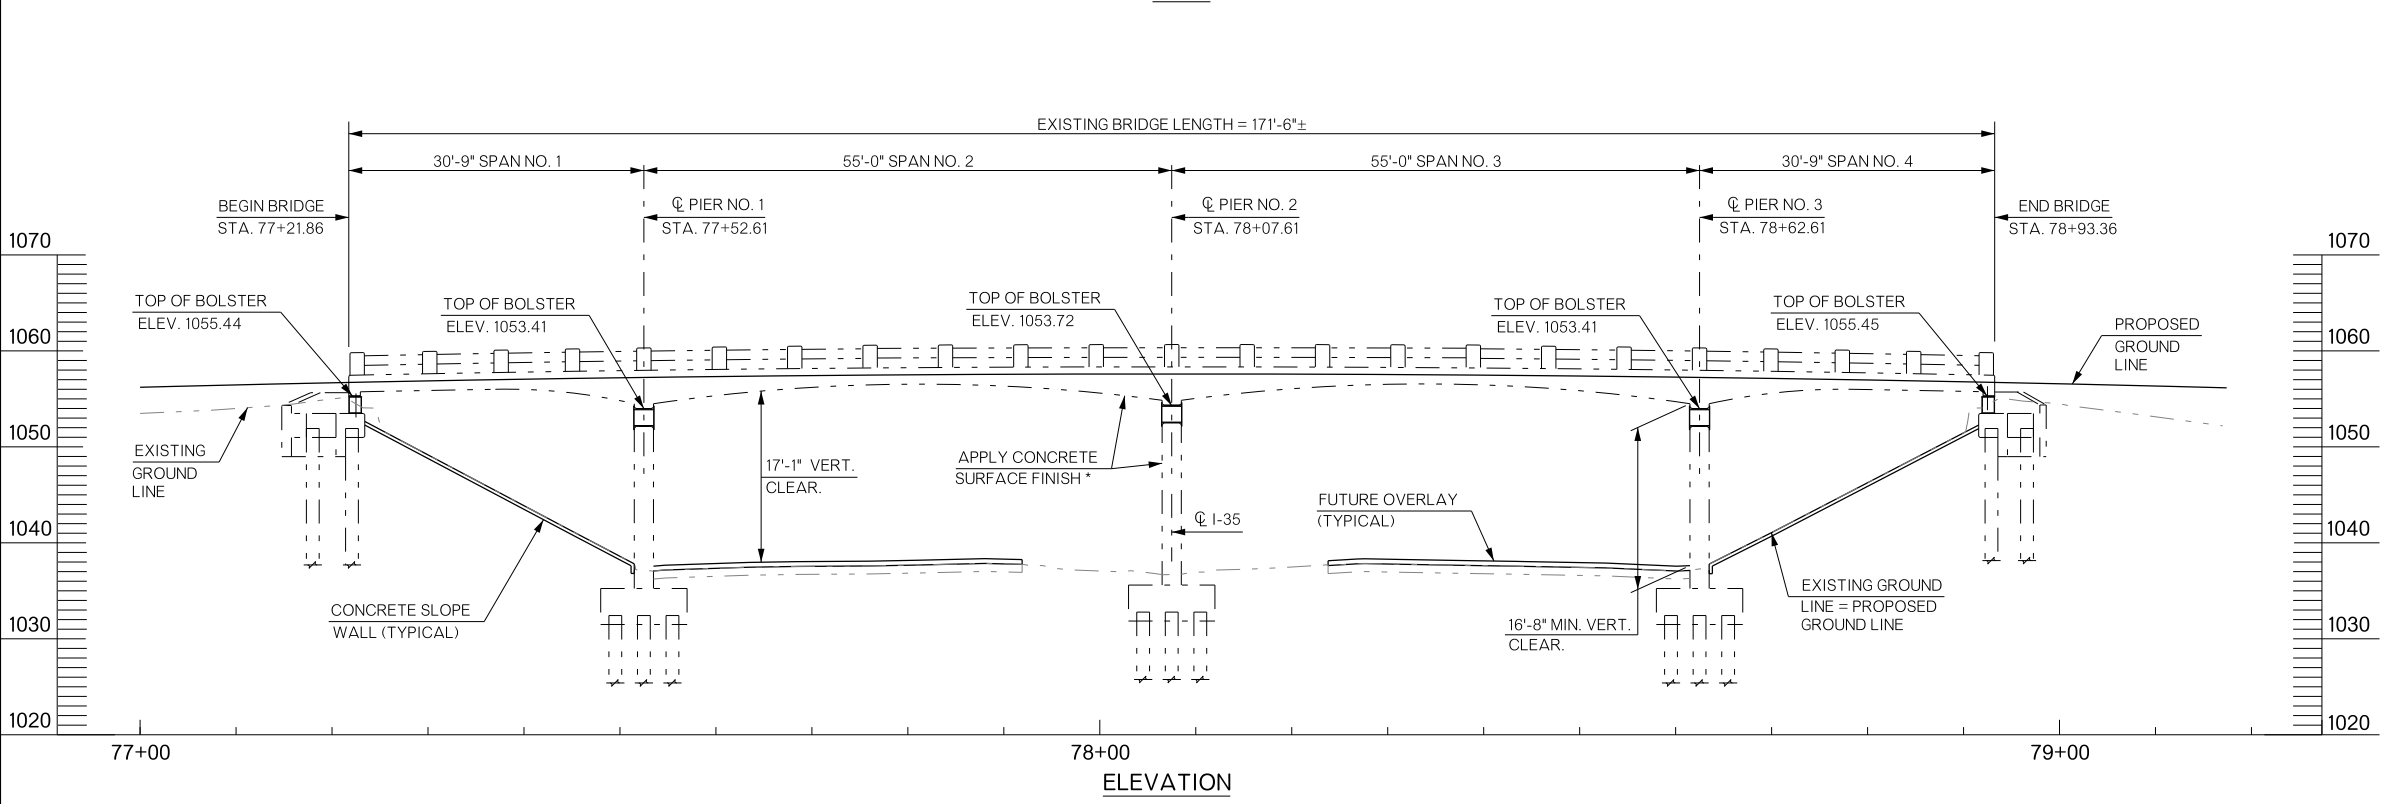 EXISTING BRIDGE LENGTH = 171'-6"±
30'-9" SPAN NO. 1
55'-0" SPAN NO. 2
55'-0" SPAN NO. 3
30'-9" SPAN NO. 4
BEGIN BRIDGE
STA. 77+21.86
℄ PIER NO. 1
STA. 77+52.61
℄ PIER NO. 2
STA. 78+07.61
℄ PIER NO. 3
STA. 78+62.61
END BRIDGE
STA. 78+93.36
1070
1070
TOP OF BOLSTER
ELEV. 1055.44
TOP OF BOLSTER
ELEV. 1053.41
TOP OF BOLSTER
ELEV. 1053.72
TOP OF BOLSTER
ELEV. 1053.41
TOP OF BOLSTER
ELEV. 1055.45
PROPOSED
GROUND
LINE
1060
1060
1050
1050
EXISTING
GROUND
LINE
17'-1" VERT.
CLEAR.
APPLY CONCRETE
SURFACE FINISH *
℄ I-35
FUTURE OVERLAY
(TYPICAL)
1040
1040
CONCRETE SLOPE
WALL (TYPICAL)
16'-8" MIN. VERT.
CLEAR.
EXISTING GROUND
LINE = PROPOSED
GROUND LINE
1030
1030
1020
1020
77+00
78+00
79+00
ELEVATION